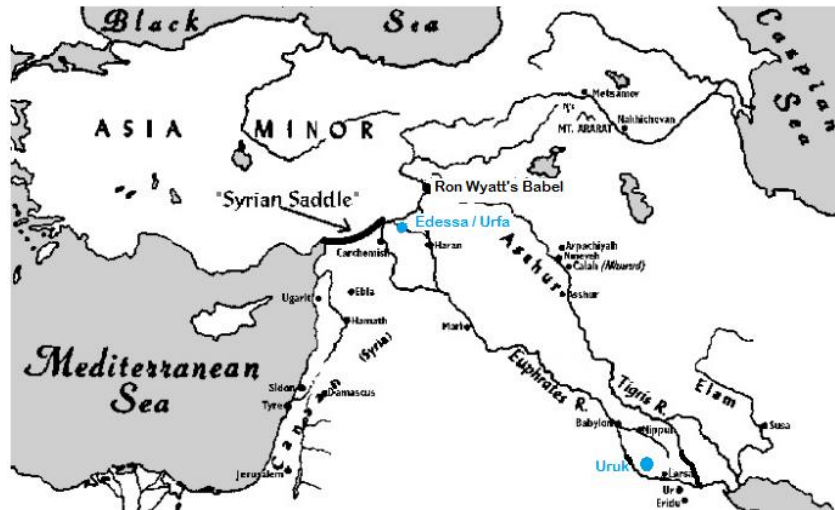 Black Sea
Caspian Sea
ASIA MINOR
Metsamor
MT. ARARAT
Nakhichevan
Ron Wyatt's Babel
"Syrian Saddle"
Edessa / Urfa
Carchemish
Haran
Asshur
Arpachiyah
Nineveh
Calah (Nimrud)
Asshur
Ugarit
Ebla
Hamath
(Syria)
Mari
Mediterranean
Sea
Euphrates R.
Tigris R.
Elam
Sidon
Tyre
Damascus
Canaan
Babylon
Nippur
Susa
Jerusalem
Uruk
Larsa
Ur
Eridu